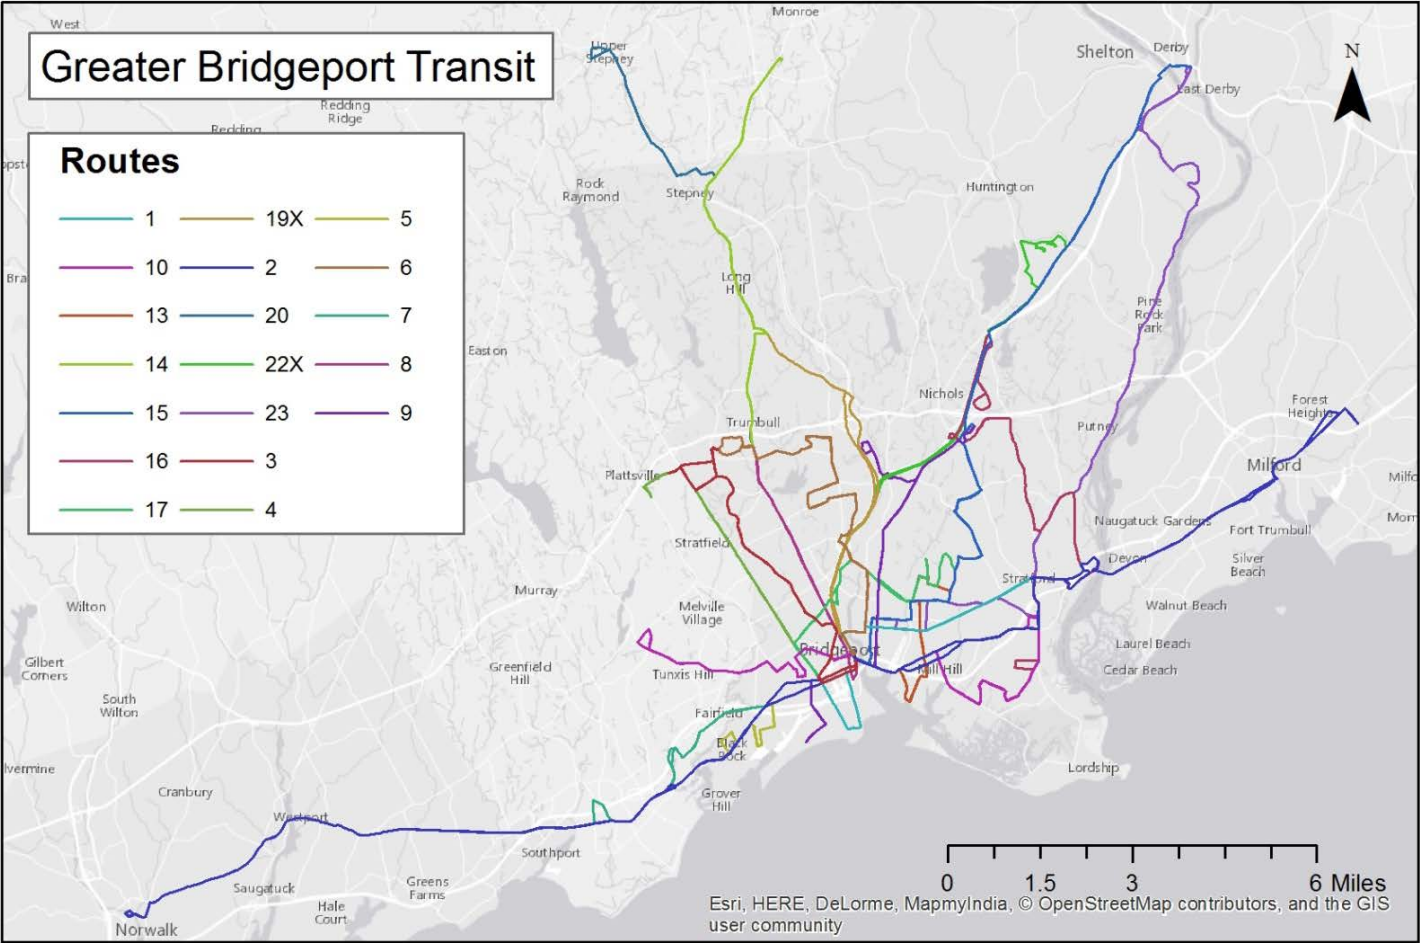 Monroe
West
Greater Bridgeport Transit
Upper
Stepney
Shelton
Derby
N
East Derby
Redding
Ridge
Redding
Routes
1
19X
5
10
2
6
13
20
7
14
22X
8
15
23
9
16
3
17
4
Rock
Raymond
Stepney
Huntington
Bra
Long
Hill
Pine
Rock
Park
Easton
Nichols
Forest
Heights
Trumbull
Putney
Plattsville
Milford
Milfo
Naugatuck Gardens
Morn
Fort Trumbull
Stratfield
Devon
Silver
Beach
Stratford
Murray
Wilton
Melville
Village
Walnut Beach
Bridgeport
Laurel Beach
Gilbert
Corners
Greenfield
Hill
Tunxis Hill
Mill Hill
Cedar Beach
South
Wilton
Fairfield
Black
Rock
lvermine
Lordship
Cranbury
Grover
Hill
Westport
Southport
Saugatuck
Greens
Farms
Hale
Court
Norwalk
0 1.5 3 6 Miles
Esri, HERE, DeLorme, MapmyIndia, © OpenStreetMap contributors, and the GIS
user community